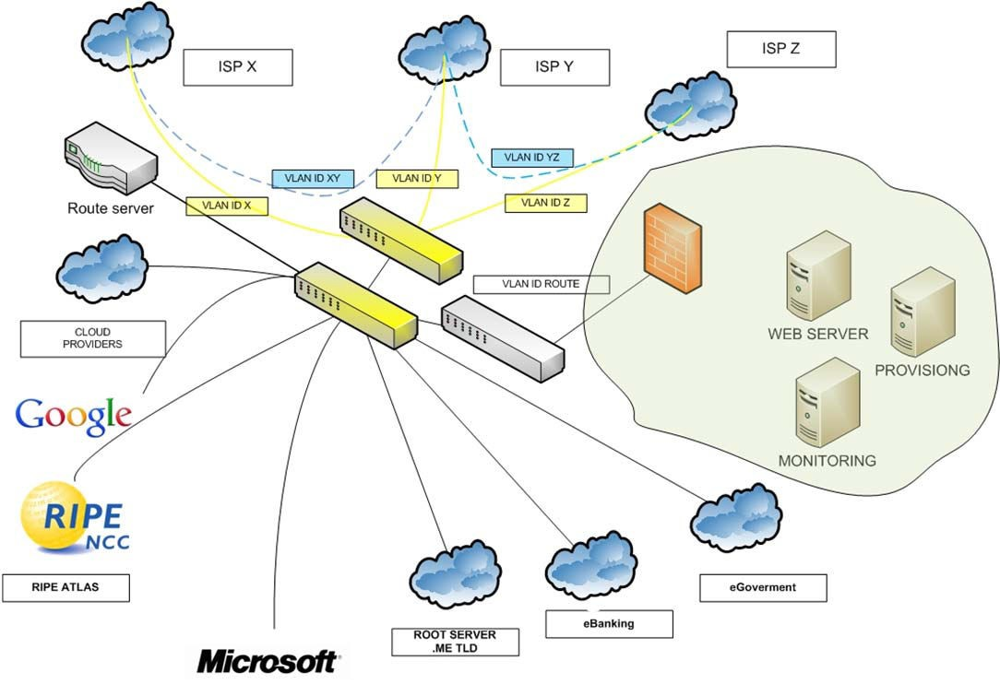 ISP X
ISP Y
ISP Z
VLAN ID YZ
VLAN ID XY
VLAN ID Y
VLAN ID X
VLAN ID Z
Route server
VLAN ID ROUTE
CLOUD
PROVIDERS
WEB SERVER
PROVISIONG
MONITORING
Google
RIPE
NCC
RIPE ATLAS
eGoverment
eBanking
ROOT SERVER
.ME TLD
Microsoft